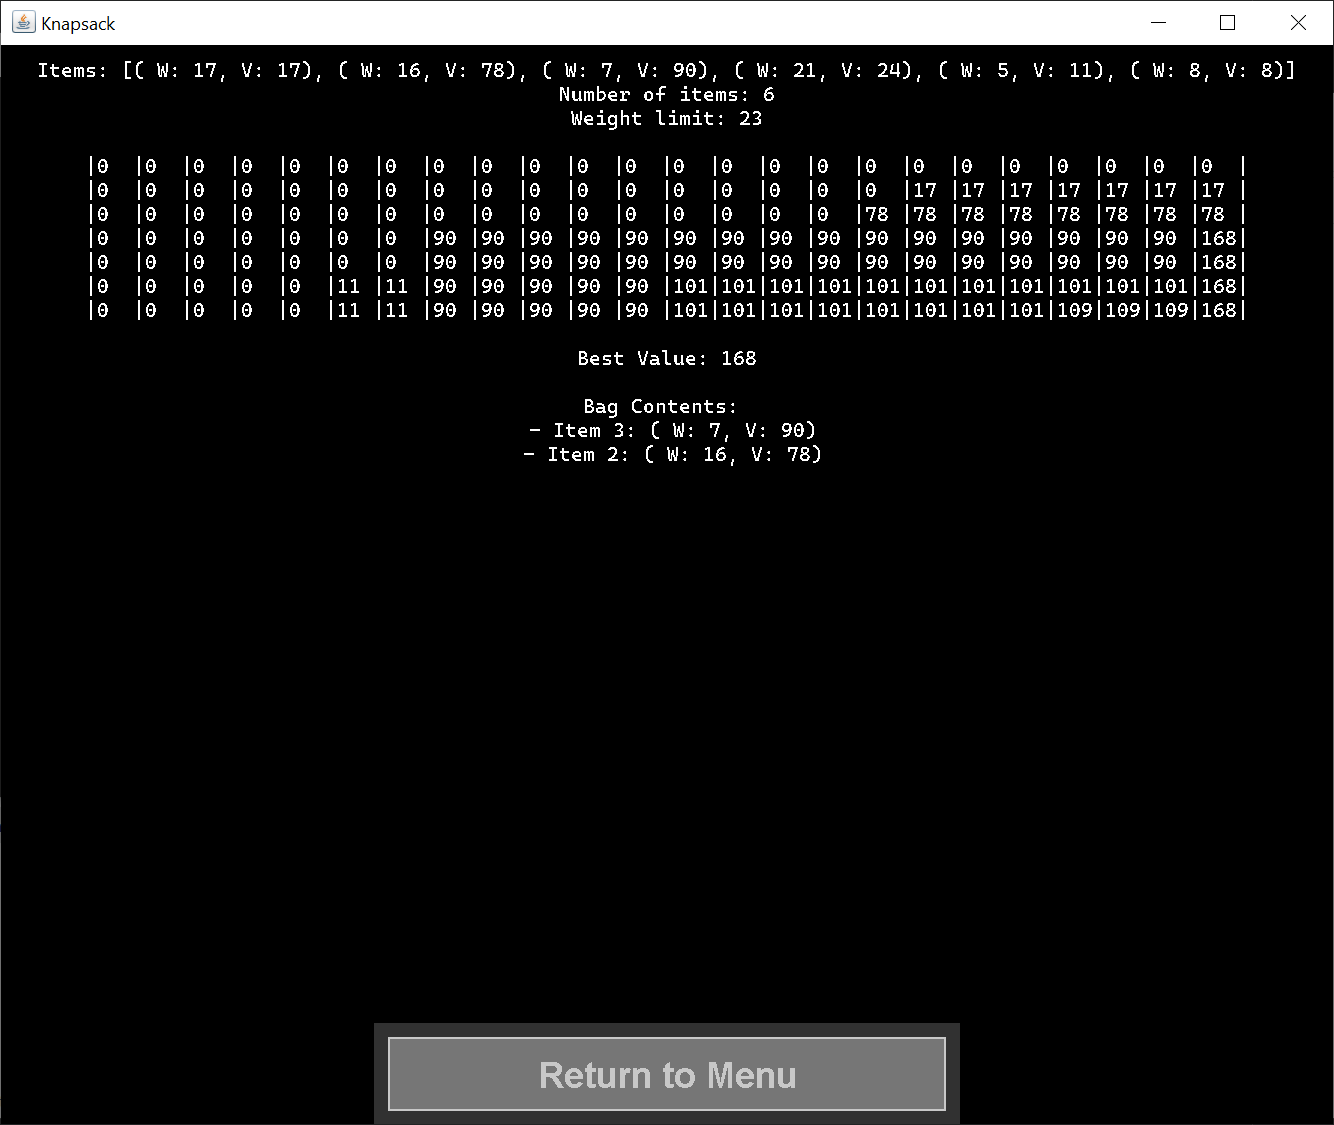 Knapsack
Items: [( W: 17, V: 17), ( W: 16, V: 78), ( W: 7, V: 90), ( W: 21, V: 24), ( W: 5, V: 11), ( W: 8, V: 8)]
Number of items: 6
Weight limit: 23
|0  |0  |0  |0  |0  |0  |0  |0  |0  |0  |0  |0  |0  |0  |0  |0  |0  |0  |0  |0  |0  |0  |0  |0  |
|0  |0  |0  |0  |0  |0  |0  |0  |0  |0  |0  |0  |0  |0  |0  |0  |0  |17 |17 |17 |17 |17 |17 |17 |
|0  |0  |0  |0  |0  |0  |0  |0  |0  |0  |0  |0  |0  |0  |0  |0  |78 |78 |78 |78 |78 |78 |78 |78 |
|0  |0  |0  |0  |0  |0  |0  |90 |90 |90 |90 |90 |90 |90 |90 |90 |90 |90 |90 |90 |90 |90 |90 |168|
|0  |0  |0  |0  |0  |0  |0  |90 |90 |90 |90 |90 |90 |90 |90 |90 |90 |90 |90 |90 |90 |90 |90 |168|
|0  |0  |0  |0  |0  |11 |11 |90 |90 |90 |90 |90 |101|101|101|101|101|101|101|101|101|101|101|168|
|0  |0  |0  |0  |0  |11 |11 |90 |90 |90 |90 |90 |101|101|101|101|101|101|101|101|109|109|109|168|
Best Value: 168
Bag Contents:
- Item 3: ( W: 7, V: 90)
- Item 2: ( W: 16, V: 78)
Return to Menu